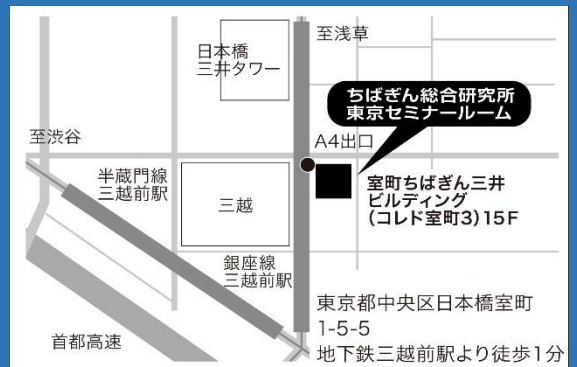 至浅草
日本橋
三井タワー
ちばぎん総合研究所
東京セミナールーム
至渋谷
A4出口
半蔵門線
三越前駅
三越
室町ちばぎん三井
ビルディング
(コレド室町3)15F
銀座線
三越前駅
東京都中央区日本橋室町
1-5-5
地下鉄三越前駅より徒歩1分
首都高速